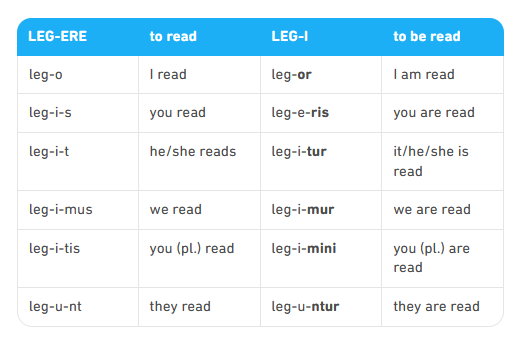 LEG-ERE to read LEG-I to be read
leg-o I read leg-or I am read
leg-i-s you read leg-e-ris you are read
leg-i-t he/she reads leg-i-tur it/he/she is
read
leg-i-mus we read leg-i-mur we are read
leg-i-tis you (pl.) read leg-i-mini you (pl.) are
read
leg-u-nt they read leg-u-ntur they are read